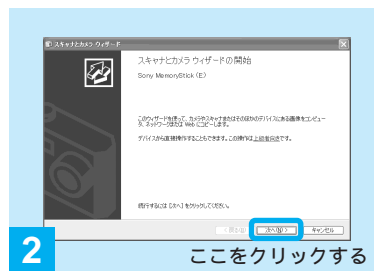 スキャナとカメラ ウィザード
スキャナとカメラ ウィザードの開始
Sony MemoryStick (E:)
このウィザードを使って、カメラやスキャナまたはそのほかのデバイスにある画像をコンピュー
タ、ネットワークまたは Web にコピーします。
デバイスから直接操作することもできます。この操作は上級者向きです。
続行するには [次へ] をクリックしてください。
< 戻る(B) 次へ(N) > キャンセル
2 ここをクリックする